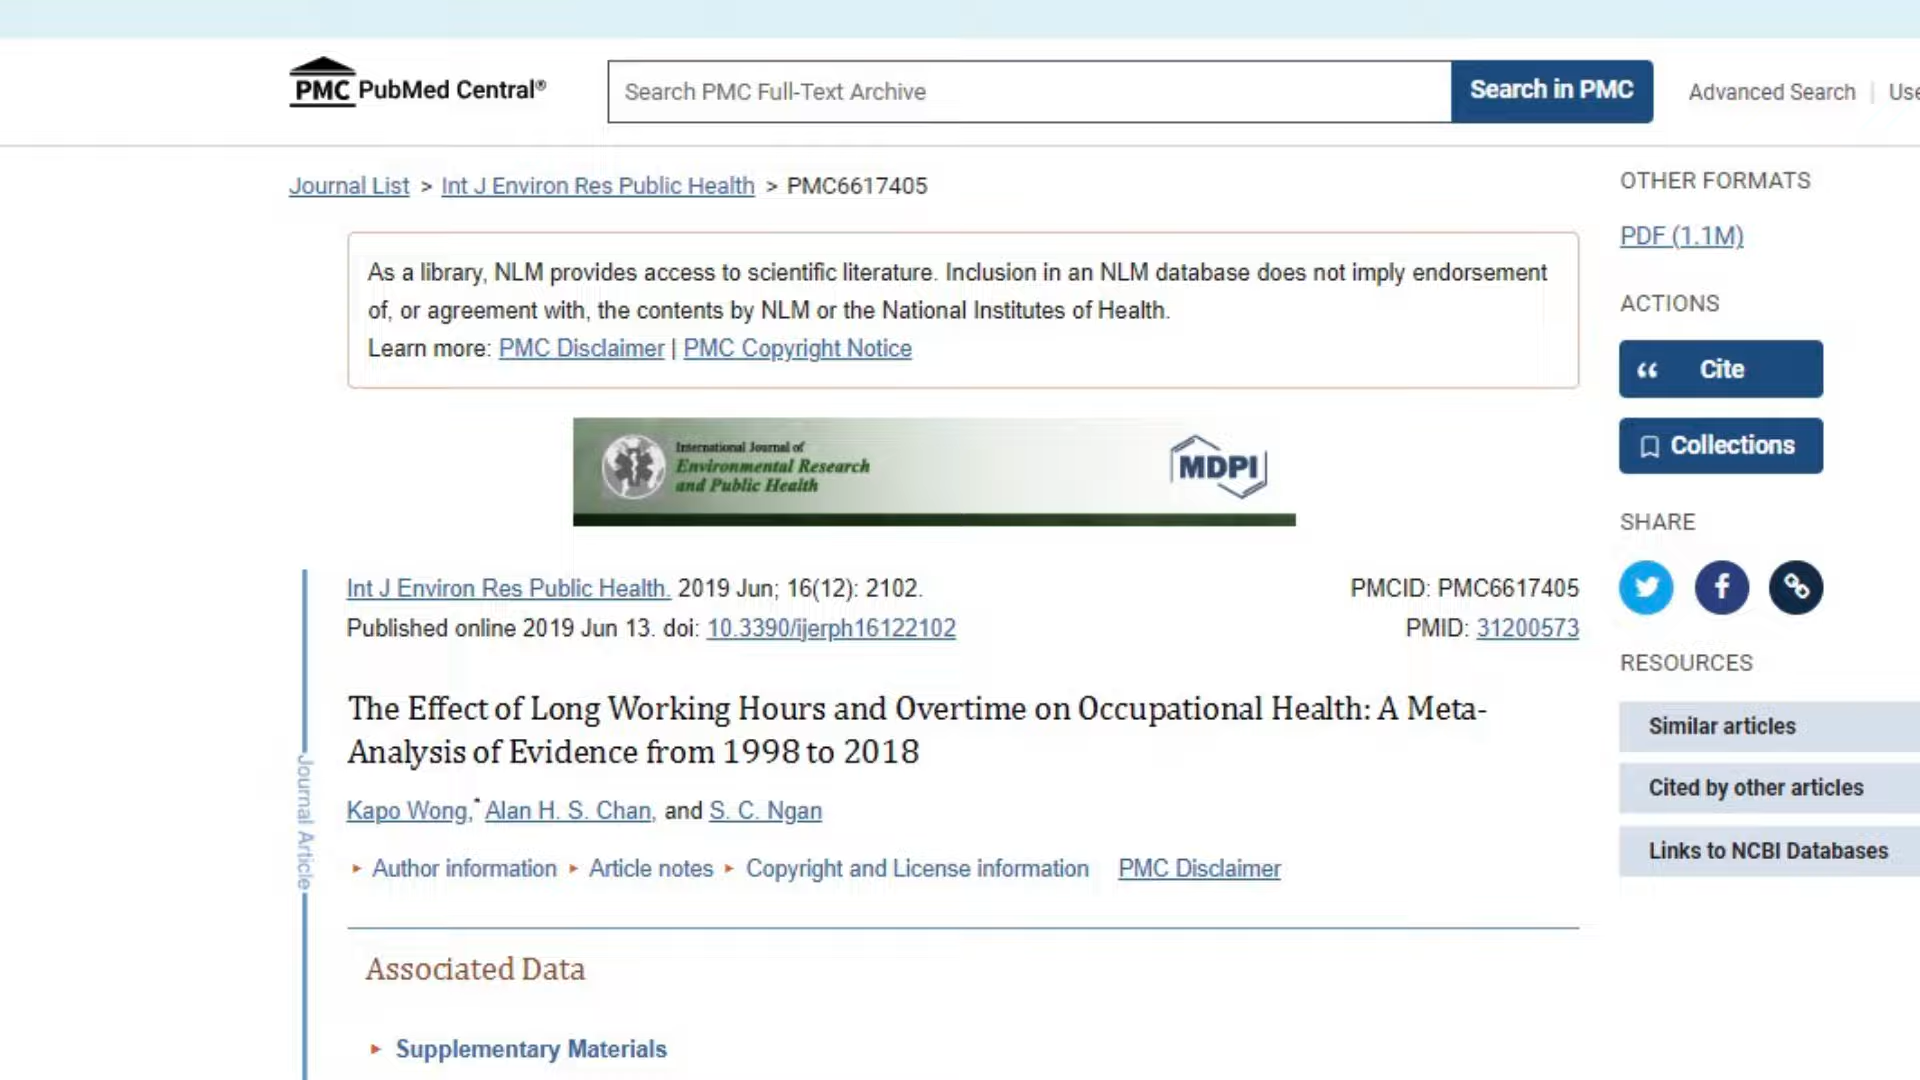 PMC PubMed Central®
Search PMC Full-Text Archive
Search in PMC
Advanced Search
Use
Journal List > Int J Environ Res Public Health > PMC6617405
As a library, NLM provides access to scientific literature. Inclusion in an NLM database does not imply endorsement
of, or agreement with, the contents by NLM or the National Institutes of Health.
Learn more: PMC Disclaimer | PMC Copyright Notice
International Journal of
Environmental Research
and Public Health
MDPI
Journal Article
Int J Environ Res Public Health. 2019 Jun; 16(12): 2102.
Published online 2019 Jun 13. doi: 10.3390/ijerph16122102
PMCID: PMC6617405
PMID: 31200573
The Effect of Long Working Hours and Overtime on Occupational Health: A Meta-
Analysis of Evidence from 1998 to 2018
Kapo Wong,* Alan H. S. Chan, and S. C. Ngan
Author information
Article notes
Copyright and License information
PMC Disclaimer
Associated Data
Supplementary Materials
OTHER FORMATS
PDF (1.1M)
ACTIONS
Cite
Collections
SHARE
RESOURCES
Similar articles
Cited by other articles
Links to NCBI Databases